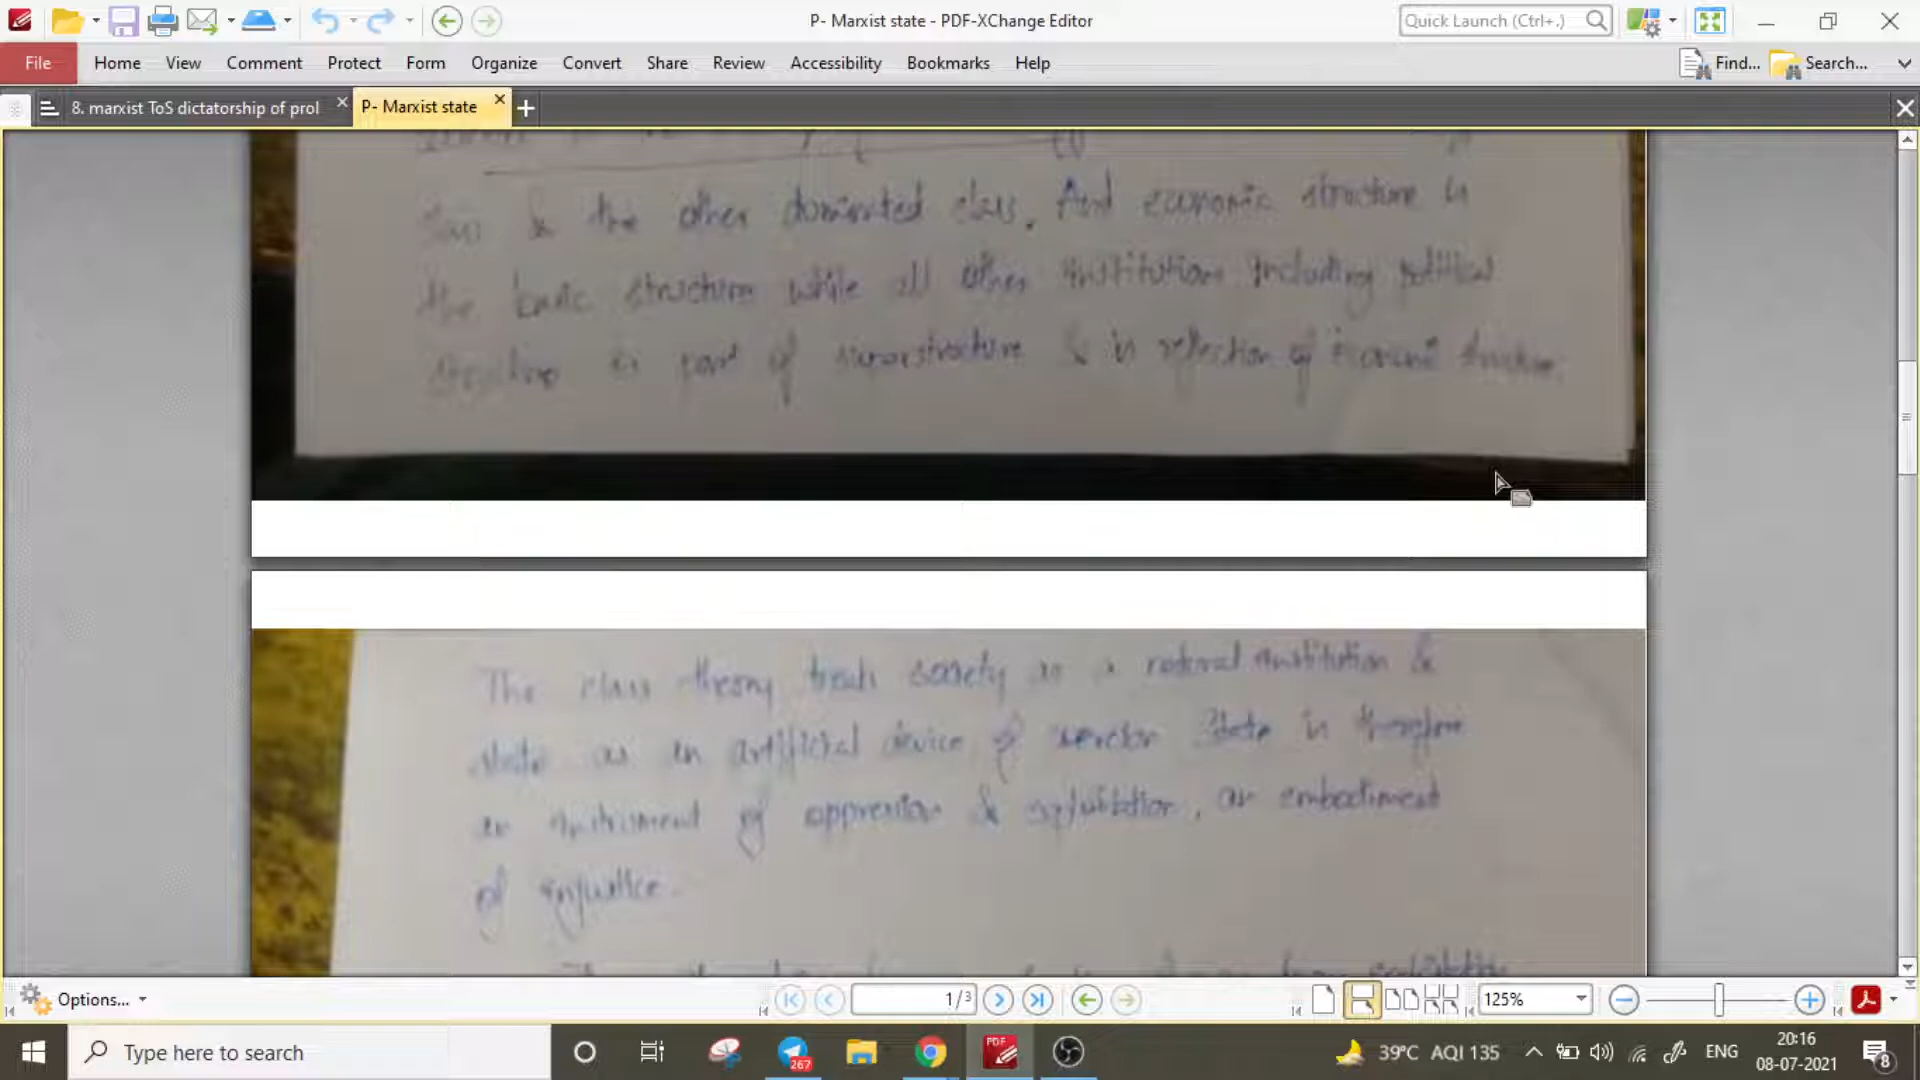 P- Marxist state - PDF-XChange Editor
Quick Launch (Ctrl+.)
File Home View Comment Protect Form Organize Convert Share Review Accessibility Bookmarks Help Find... Search...
8. marxist ToS dictatorship of prol P- Marxist state
& the other dominated class. And economic structure is
the basic structure while all other institutions including political
structure is part of superstructure & is reflection of economic structure.
The class theory treats society as a natural institution &
state as an artificial device State is therefore
an instrument of oppression & exploitation, an embodiment
of injustice.
Options... 1/3 125%
Type here to search 267 PDF 39°C AQI 135 ENG 20:16 08-07-2021 8